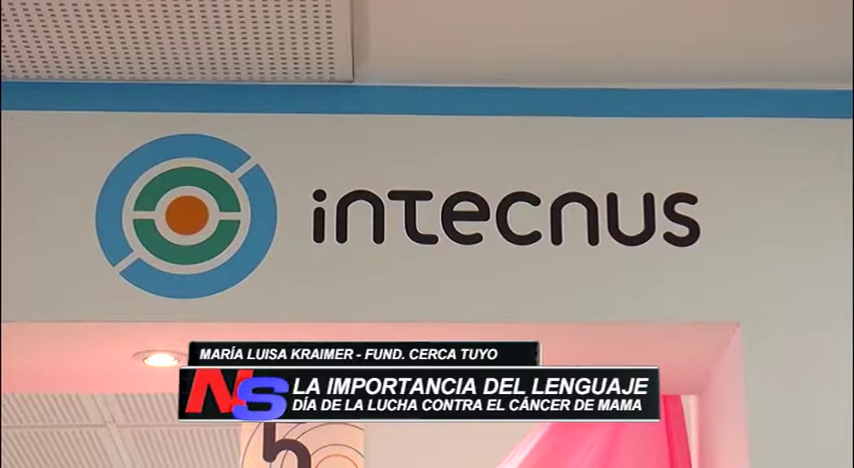 intecnus
MARÍA LUISA KRAIMER - FUND. CERCA TUYO
NS LA IMPORTANCIA DEL LENGUAJE
DÍA DE LA LUCHA CONTRA EL CÁNCER DE MAMA
h